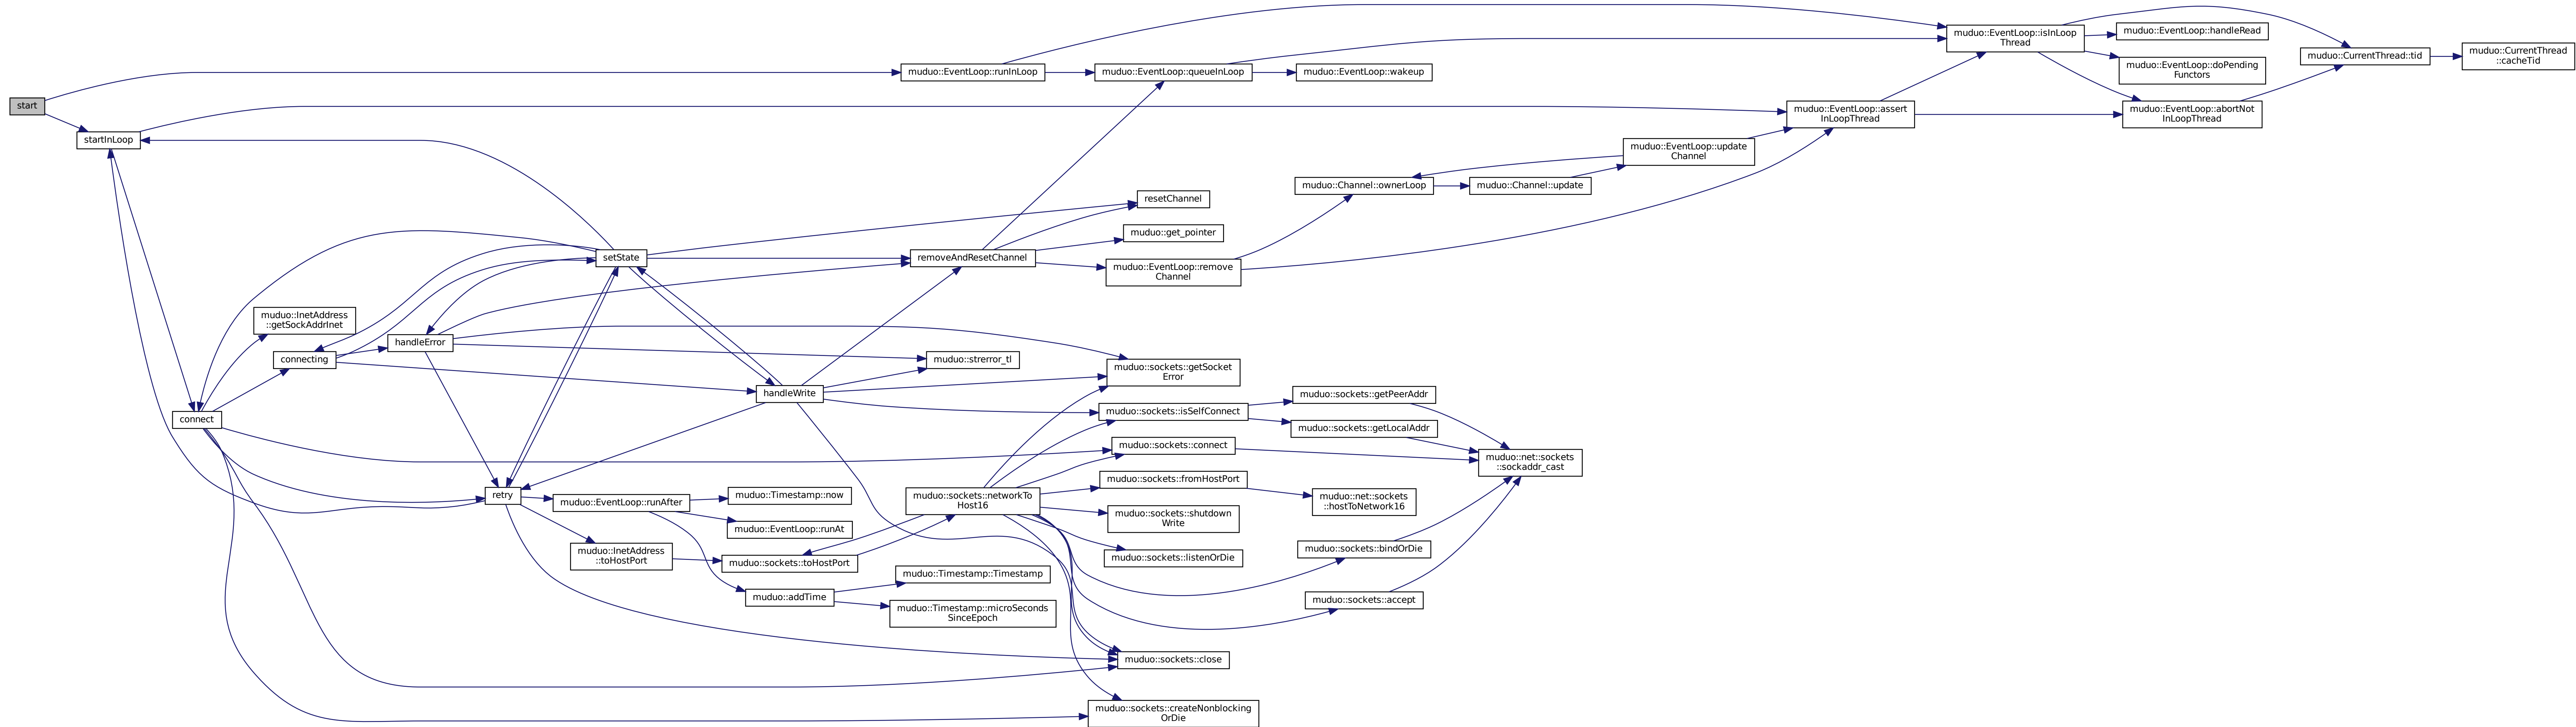 start
startInLoop
connect
muduo::InetAddress
::getSockAddrInet
connecting
handleError
retry
setState
muduo::EventLoop::runAfter
muduo::InetAddress
::toHostPort
muduo::Timestamp::now
muduo::EventLoop::runAt
muduo::sockets::toHostPort
muduo::addTime
handleWrite
muduo::EventLoop::runInLoop
removeAndResetChannel
muduo::strerror_tl
muduo::sockets::networkTo
Host16
muduo::Timestamp::Timestamp
muduo::Timestamp::microSeconds
SinceEpoch
muduo::EventLoop::queueInLoop
resetChannel
muduo::get_pointer
muduo::EventLoop::remove
Channel
muduo::sockets::getSocket
Error
muduo::sockets::isSelfConnect
muduo::sockets::connect
muduo::sockets::fromHostPort
muduo::sockets::shutdown
Write
muduo::sockets::listenOrDie
muduo::sockets::close
muduo::sockets::createNonblocking
OrDie
muduo::EventLoop::wakeup
muduo::Channel::ownerLoop
muduo::sockets::getPeerAddr
muduo::sockets::getLocalAddr
muduo::net::sockets
::hostToNetwork16
muduo::sockets::bindOrDie
muduo::sockets::accept
muduo::Channel::update
muduo::net::sockets
::sockaddr_cast
muduo::EventLoop::update
Channel
muduo::EventLoop::assert
InLoopThread
muduo::EventLoop::isInLoop
Thread
muduo::EventLoop::handleRead
muduo::EventLoop::doPending
Functors
muduo::EventLoop::abortNot
InLoopThread
muduo::CurrentThread::tid
muduo::CurrentThread
::cacheTid